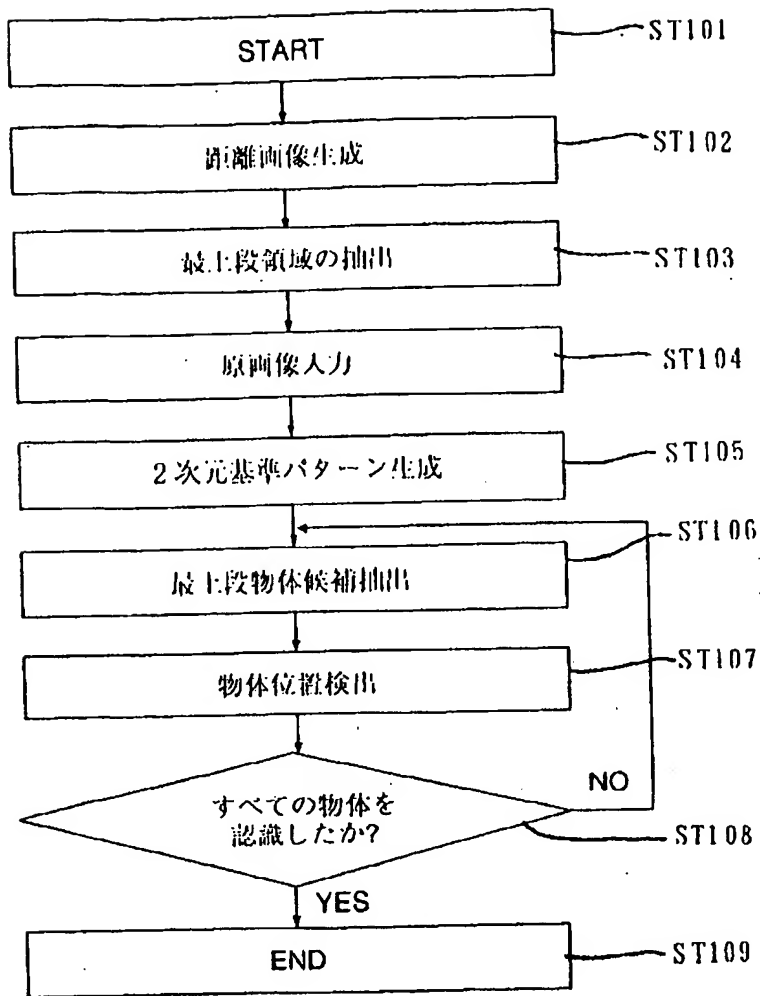 START
ST101
距離画像生成
ST102
最上段領域の抽出
ST103
原画像入力
ST104
2次元基準パターン生成
ST105
最上段物体候補抽出
ST106
物体位置検出
ST107
すべての物体を
認識したか?
NO
ST108
YES
END
ST109